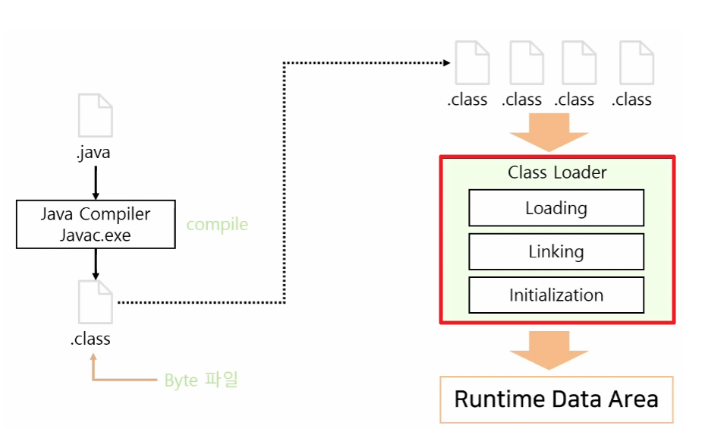 .java
Java Compiler
Javac.exe
compile
.class
Byte 파일
.class .class .class .class
Class Loader
Loading
Linking
Initialization
Runtime Data Area